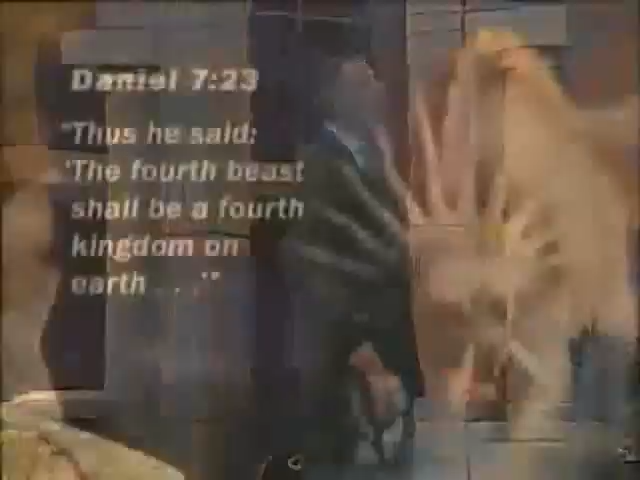 Daniel 7:23
"Thus he said:
'The fourth beast
shall be a fourth
kingdom on
earth . . .'"